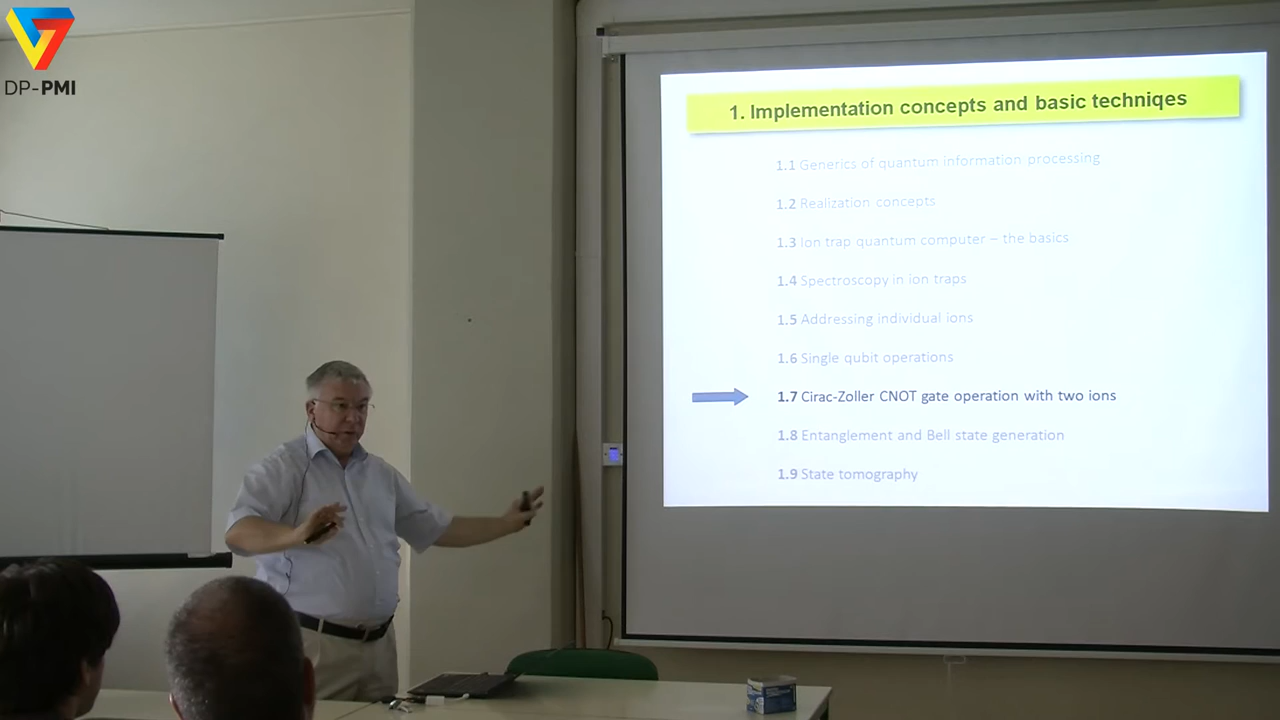 DP-PMI
1. Implementation concepts and basic techniqes
1.1 Generics of quantum information processing
1.2 Realization concepts
1.3 Ion trap quantum computer – the basics
1.4 Spectroscopy in ion traps
1.5 Addressing individual ions
1.6 Single qubit operations
1.7 Cirac-Zoller CNOT gate operation with two ions
1.8 Entanglement and Bell state generation
1.9 State tomography